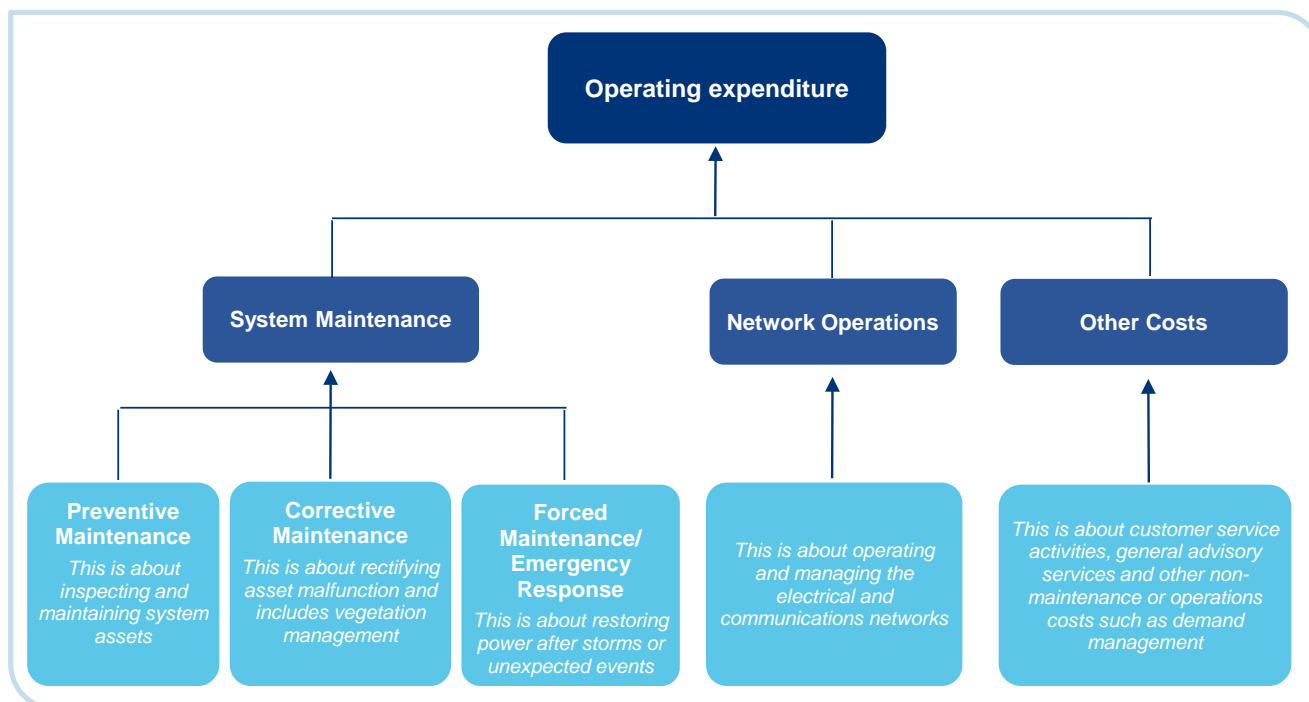 Operating expenditure
System Maintenance
Network Operations
Other Costs
Preventive
Maintenance
This is about
inspecting and
maintaining system
assets
Corrective
Maintenance
This is about rectifying
asset malfunction and
includes vegetation
management
Forced
Maintenance/
Emergency
Response
This is about restoring
power after storms or
unexpected events
This is about operating
and managing the
electrical and
communications networks
This is about customer service
activities, general advisory
services and other non-
maintenance or operations
costs such as demand
management